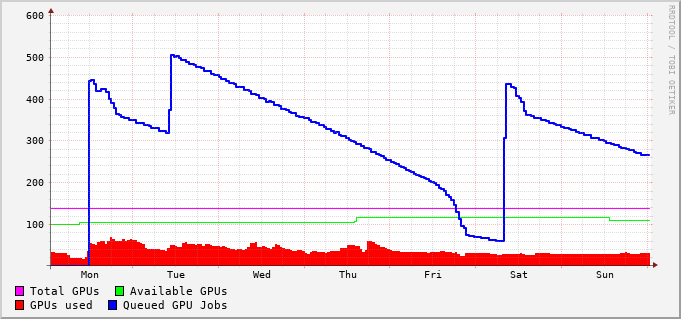 600
500
400
300
200
100
Mon Tue Wed Thu Fri Sat Sun
Total GPUs Available GPUs
GPUs used Queued GPU Jobs
RRDTOOL / TOBI OETIKER